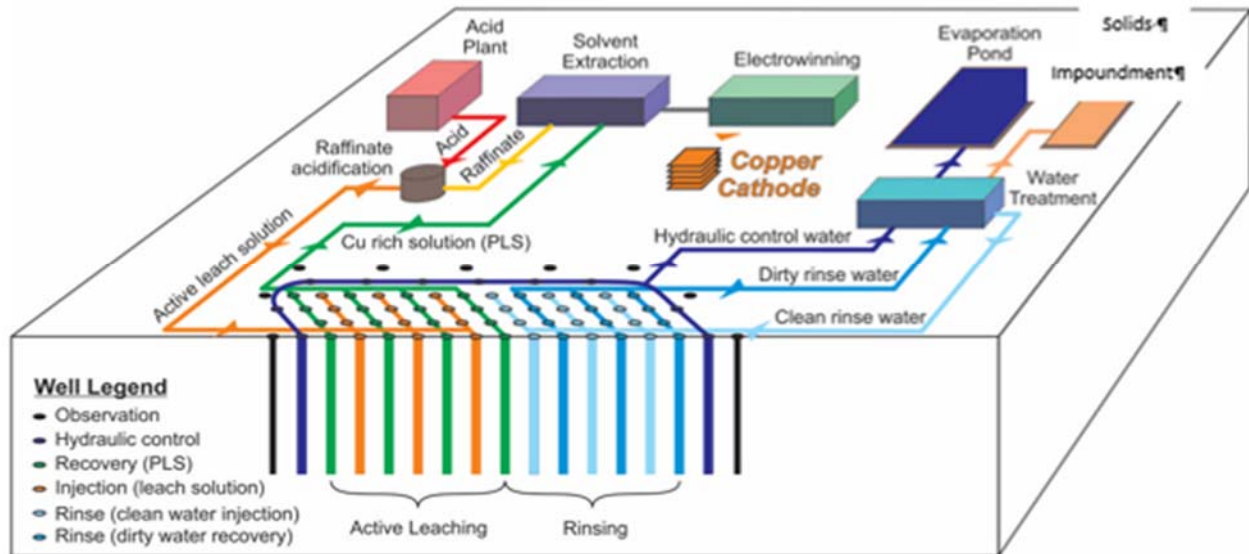 Solids·¶
Impoundment¶
Acid
Plant
Solvent
Extraction
Electrowinning
Evaporation
Pond
Raffinate
acidification
Acid
Raffinate
Copper
Cathode
Water
Treatment
Active leach solution
Cu rich solution (PLS)
Hydraulic control water
Dirty rinse water
Clean rinse water
Well Legend
Observation
Hydraulic control
Recovery (PLS)
Injection (leach solution)
Rinse (clean water injection)
Rinse (dirty water recovery)
Active Leaching
Rinsing